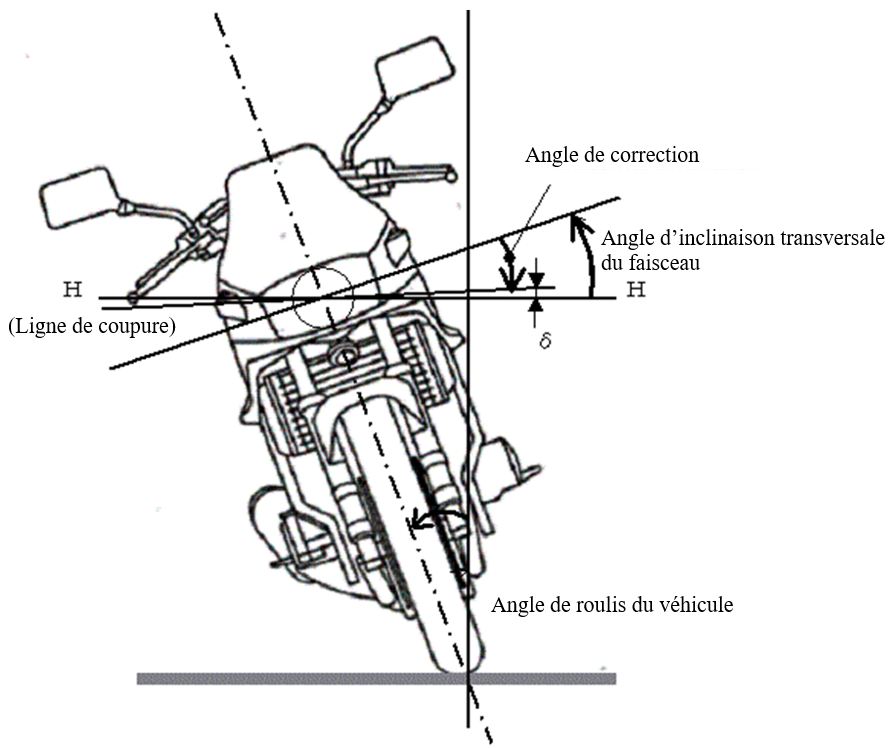 Angle de correction
Angle d’inclinaison transversale
du faisceau
H
H
(Ligne de coupure)
δ
Angle de roulis du véhicule